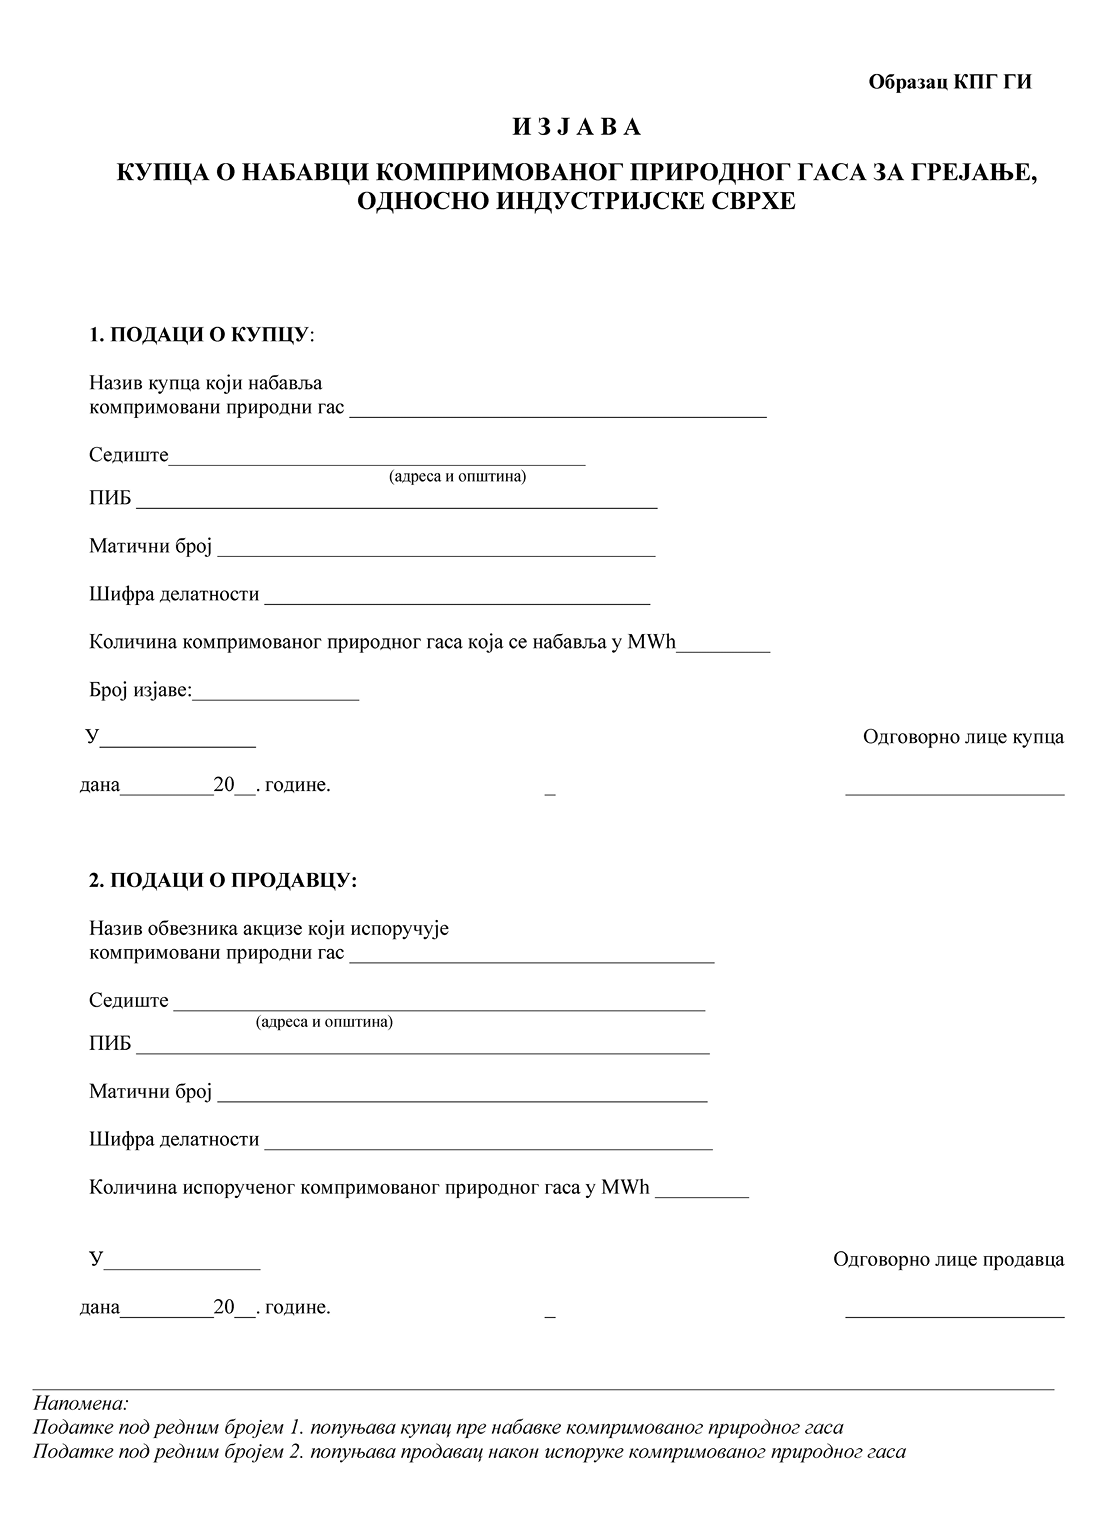 Образац КПГ ГИ
И З Ј А В А
КУПЦА О НАБАВЦИ КОМПРИМОВАНОГ ПРИРОДНОГ ГАСА ЗА ГРЕЈАЊЕ,
ОДНОСНО ИНДУСТРИЈСКЕ СВРХЕ
1. ПОДАЦИ О КУПЦУ:
Назив купца који набавља
компримовани природни гас ________________________________________
Седиште________________________________________
(адреса и општина)
ПИБ __________________________________________________
Матични број __________________________________________
Шифра делатности _____________________________________
Количина компримованог природног гаса која се набавља у MWh_________
Број изјаве:________________
У_______________ Одговорно лице купца
дана_________20__. године. _ _____________________
2. ПОДАЦИ О ПРОДАВЦУ:
Назив обвезника акцизе који испоручује
компримовани природни гас ___________________________________
Седиште ___________________________________________________
(адреса и општина)
ПИБ _______________________________________________________
Матични број _______________________________________________
Шифра делатности ___________________________________________
Количина испорученог компримованог природног гаса у MWh _________
У_______________ Одговорно лице продавца
дана_________20__. године. _ _____________________
Напомена:
Податке под редним бројем 1. попуњава купац пре набавке компримованог природног гаса
Податке под редним бројем 2. попуњава продавац након испоруке компримованог природног гаса